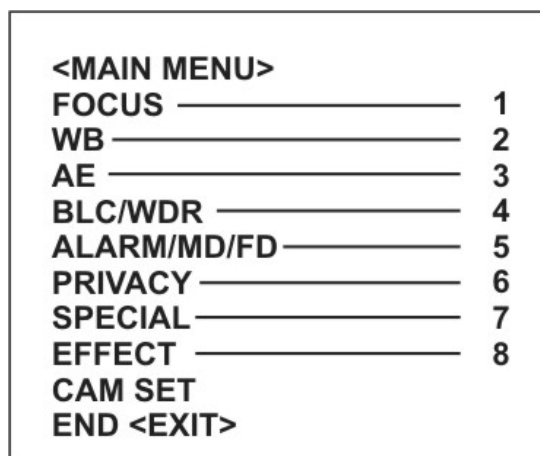 <MAIN MENU>
FOCUS 1
WB 2
AE 3
BLC/WDR 4
ALARM/MD/FD 5
PRIVACY 6
SPECIAL 7
EFFECT 8
CAM SET
END <EXIT>